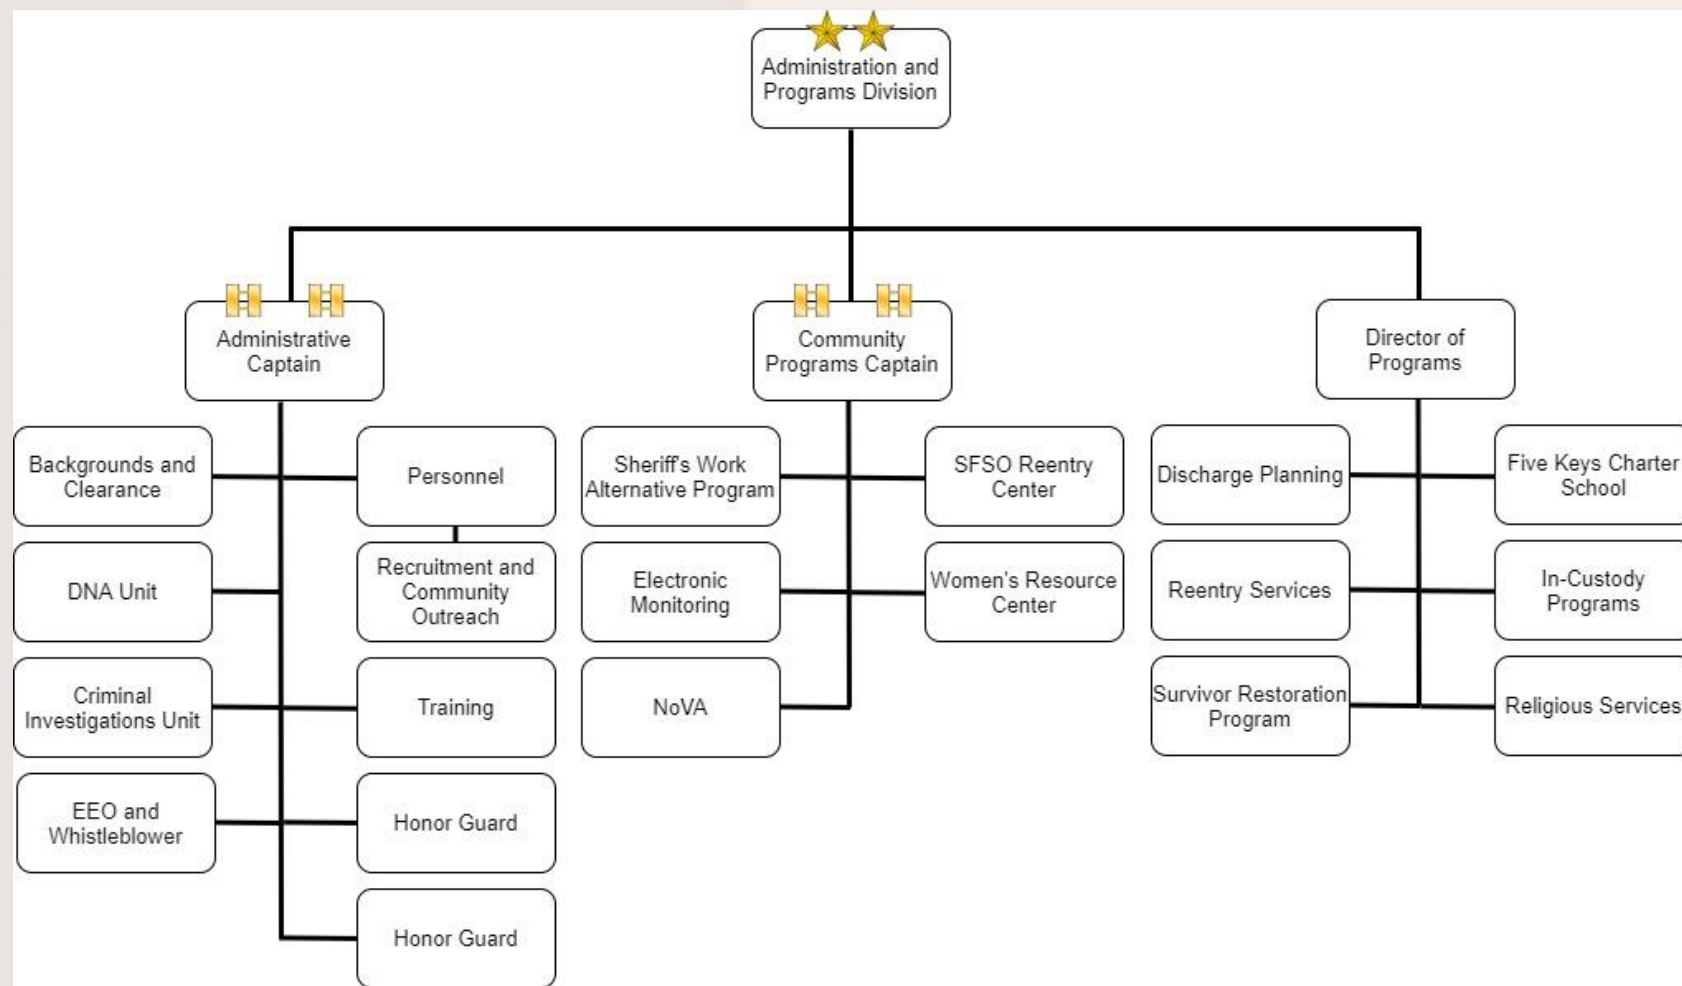 Administration and
Programs Division
Administrative
Captain
Community
Programs Captain
Director of
Programs
Backgrounds and
Clearance
Personnel
Sheriff's Work
Alternative Program
SFSO Reentry
Center
Discharge Planning
Five Keys Charter
School
DNA Unit
Recruitment and
Community
Outreach
Electronic
Monitoring
Women's Resource
Center
Reentry Services
In-Custody
Programs
Criminal
Investigations Unit
Training
NoVA
Survivor Restoration
Program
Religious Services
EEO and
Whistleblower
Honor Guard
Honor Guard